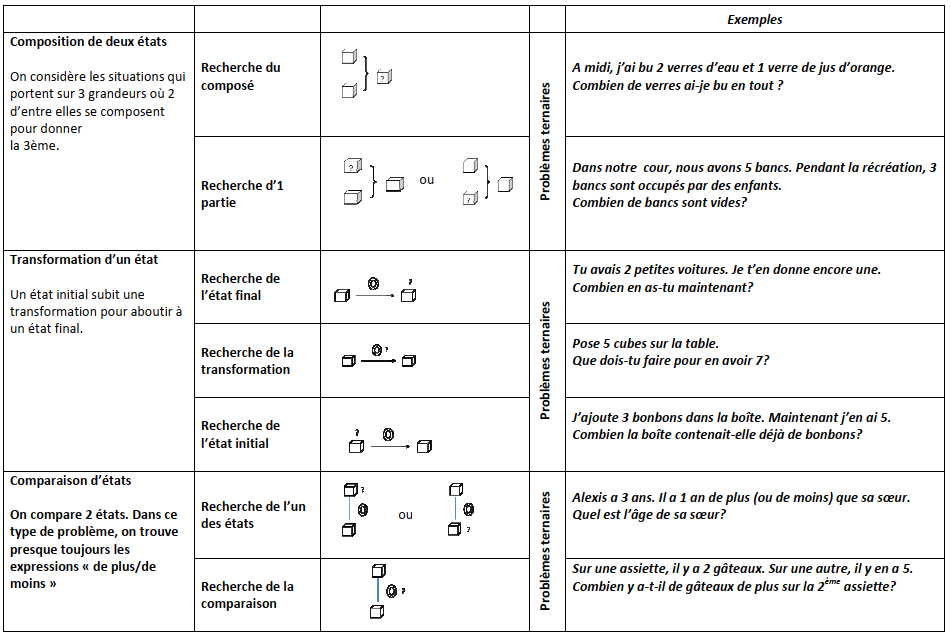 Exemples
Composition de deux états
On considère les situations qui
portent sur 3 grandeurs où 2
d’entre elles se composent
pour donner
la 3ème.
Recherche du
composé
?
Problèmes ternaires
A midi, j’ai bu 2 verres d’eau et 1 verre de jus d’orange.
Combien de verres ai-je bu en tout ?
Recherche d’1
partie
?
ou
?
Dans notre cour, nous avons 5 bancs. Pendant la récréation, 3
bancs sont occupés par des enfants.
Combien de bancs sont vides?
Transformation d’un état
Un état initial subit une
transformation pour aboutir à
un état final.
Recherche de
l’état final
?
Problèmes ternaires
Tu avais 2 petites voitures. Je t’en donne encore une.
Combien en as-tu maintenant?
Recherche de la
transformation
?
Pose 5 cubes sur la table.
Que dois-tu faire pour en avoir 7?
Recherche de
l’état initial
?
J’ajoute 3 bonbons dans la boîte. Maintenant j’en ai 5.
Combien la boîte contenait-elle déjà de bonbons?
Comparaison d’états
On compare 2 états. Dans ce
type de problème, on trouve
presque toujours les
expressions « de plus/de
moins »
Recherche de l’un
des états
?
ou
?
Problèmes ternaires
Alexis a 3 ans. Il a 1 an de plus (ou de moins) que sa sœur.
Quel est l’âge de sa sœur?
Recherche de la
comparaison
?
Sur une assiette, il y a 2 gâteaux. Sur une autre, il y en a 5.
Combien y a-t-il de gâteaux de plus sur la 2ème assiette?